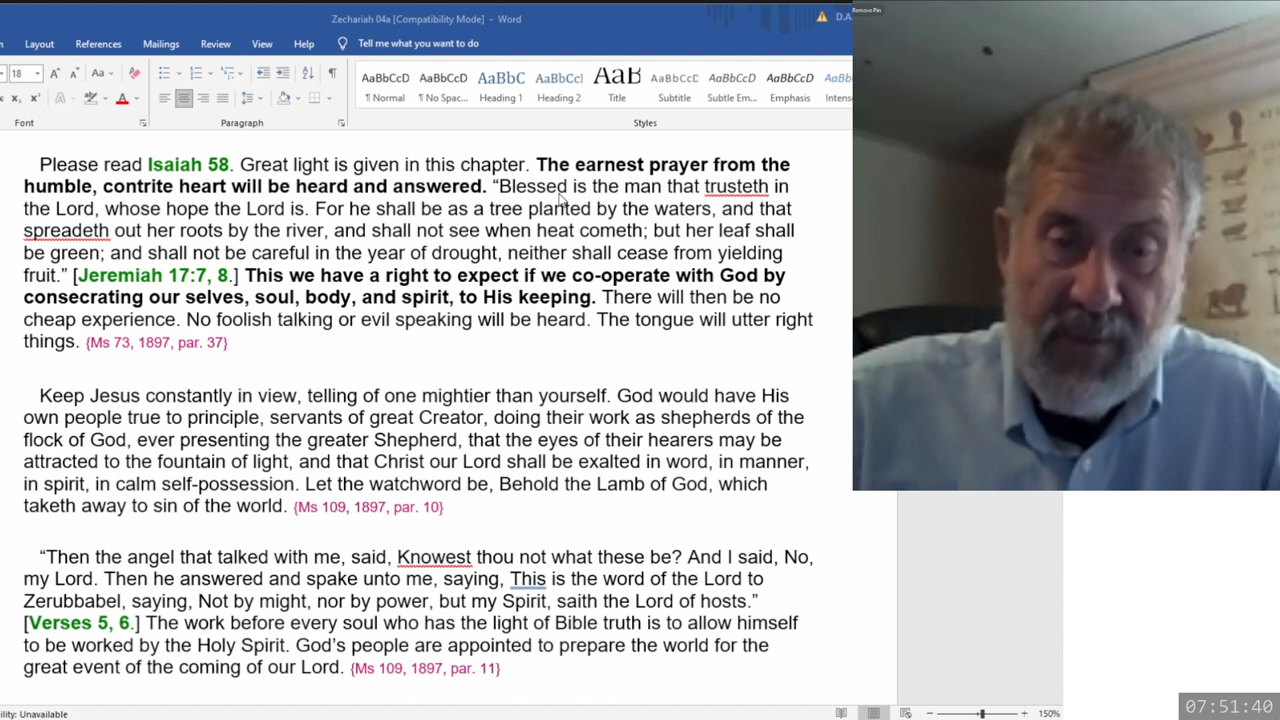 Zechariah 04a [Compatibility Mode] - Word
D.A
Remove Pin
Layout References Mailings Review View Help Tell me what you want to do
18 A A Aa
x₂ x² A A
AaBbCcD AaBbCcD AaBbC AaBbCcI AaB AaBbCcD AaBbCcD AaBbCcD AaBb
¶ Normal ¶ No Spac... Heading 1 Heading 2 Title Subtitle Subtle Em... Emphasis Intens
Font Paragraph Styles
Please read Isaiah 58. Great light is given in this chapter. The earnest prayer from the
humble, contrite heart will be heard and answered. “Blessed is the man that trusteth in
the Lord, whose hope the Lord is. For he shall be as a tree planted by the waters, and that
spreadeth out her roots by the river, and shall not see when heat cometh; but her leaf shall
be green; and shall not be careful in the year of drought, neither shall cease from yielding
fruit.” [Jeremiah 17:7, 8.] This we have a right to expect if we co-operate with God by
consecrating our selves, soul, body, and spirit, to His keeping. There will then be no
cheap experience. No foolish talking or evil speaking will be heard. The tongue will utter right
things. {Ms 73, 1897, par. 37}
Keep Jesus constantly in view, telling of one mightier than yourself. God would have His
own people true to principle, servants of great Creator, doing their work as shepherds of the
flock of God, ever presenting the greater Shepherd, that the eyes of their hearers may be
attracted to the fountain of light, and that Christ our Lord shall be exalted in word, in manner,
in spirit, in calm self-possession. Let the watchword be, Behold the Lamb of God, which
taketh away to sin of the world. {Ms 109, 1897, par. 10}
“Then the angel that talked with me, said, Knowest thou not what these be? And I said, No,
my Lord. Then he answered and spake unto me, saying, This is the word of the Lord to
Zerubbabel, saying, Not by might, nor by power, but my Spirit, saith the Lord of hosts.”
[Verses 5, 6.] The work before every soul who has the light of Bible truth is to allow himself
to be worked by the Holy Spirit. God’s people are appointed to prepare the world for the
great event of the coming of our Lord. {Ms 109, 1897, par. 11}
ility: Unavailable
150%
07:51:40